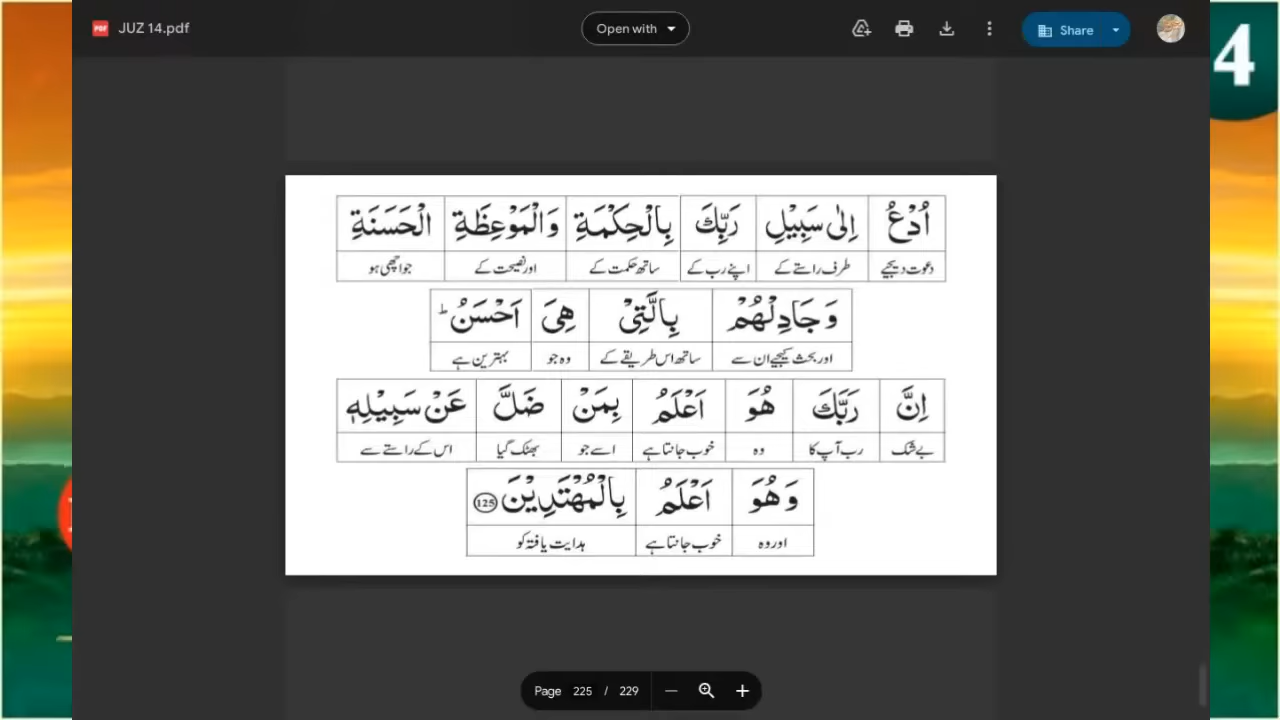 JUZ 14.pdf
Open with
Share
4
اُدْعُ اِلٰى سَبِيْلِ رَبِّكَ بِالْحِكْمَةِ وَالْمَوْعِظَةِ الْحَسَنَةِ
دعوت دیجیے طرف راستے کے اپنے رب کے ساتھ حکمت کے اور نصیحت کے جو اچھی ہو
وَجَادِلْهُمْ بِالَّتِيْ هِيَ اَحْسَنُ ؕ
اور بحث کیجیے ان سے ساتھ اس طریقے کے وہ جو بہترین ہے
اِنَّ رَبَّكَ هُوَ اَعْلَمُ بِمَنْ ضَلَّ عَنْ سَبِيْلِهٖ
بے شک رب آپ کا وہ خوب جانتا ہے اسے جو بھٹک گیا اس کے راستے سے
وَهُوَ اَعْلَمُ بِالْمُهْتَدِيْنَ 125
اور وہ خوب جانتا ہے ہدایت یافتہ کو
Page 225 / 229